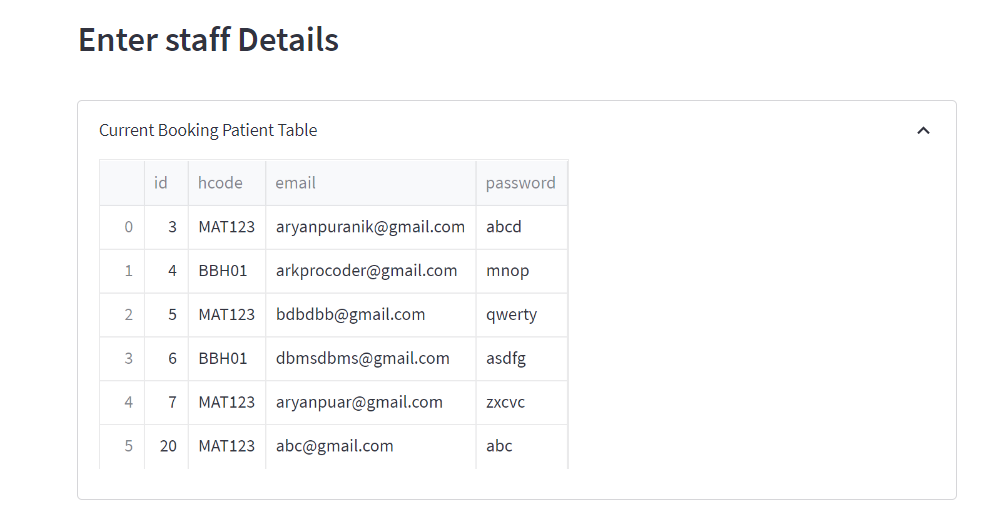 Enter staff Details
Current Booking Patient Table
id hcode email password
0 3 MAT123 aryanpuranik@gmail.com abcd
1 4 BBH01 arkprocoder@gmail.com mnop
2 5 MAT123 bdbdbb@gmail.com qwerty
3 6 BBH01 dbmsdbms@gmail.com asdfg
4 7 MAT123 aryanpuar@gmail.com zxcvc
5 20 MAT123 abc@gmail.com abc